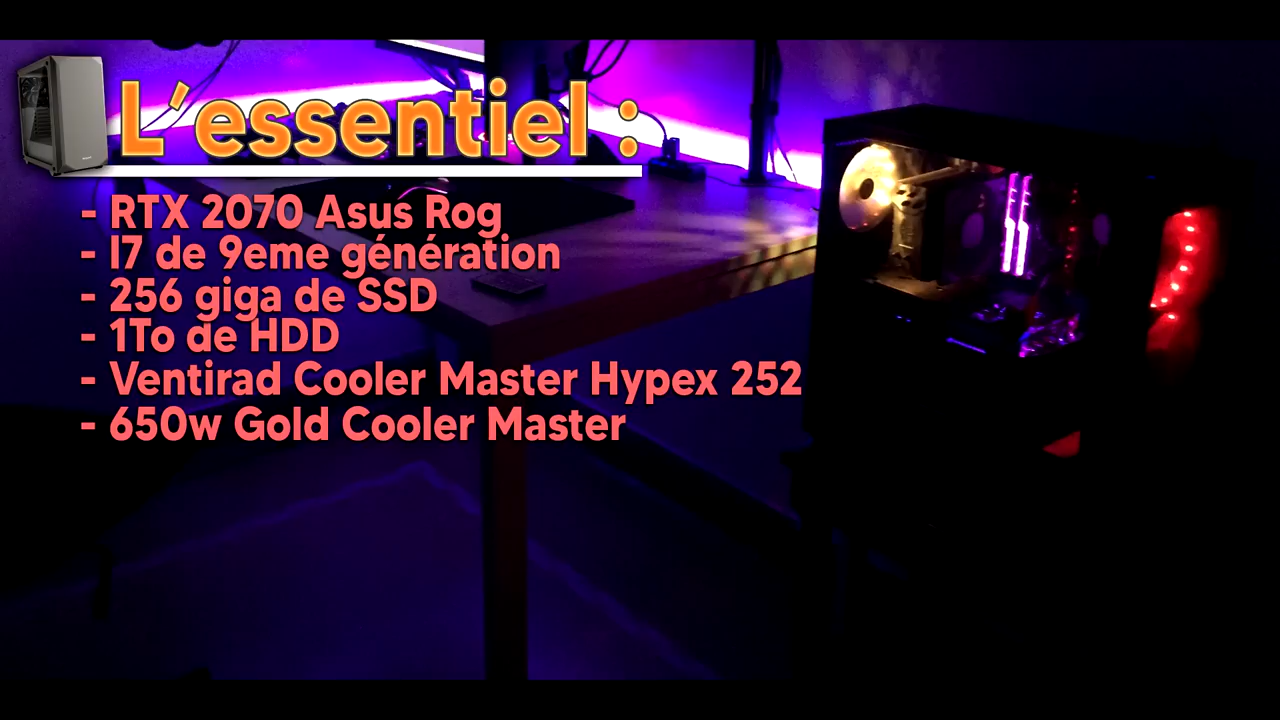 L'essentiel :
- RTX 2070 Asus Rog
- I7 de 9eme génération
- 256 giga de SSD
- 1To de HDD
- Ventirad Cooler Master Hypex 252
- 650w Gold Cooler Master